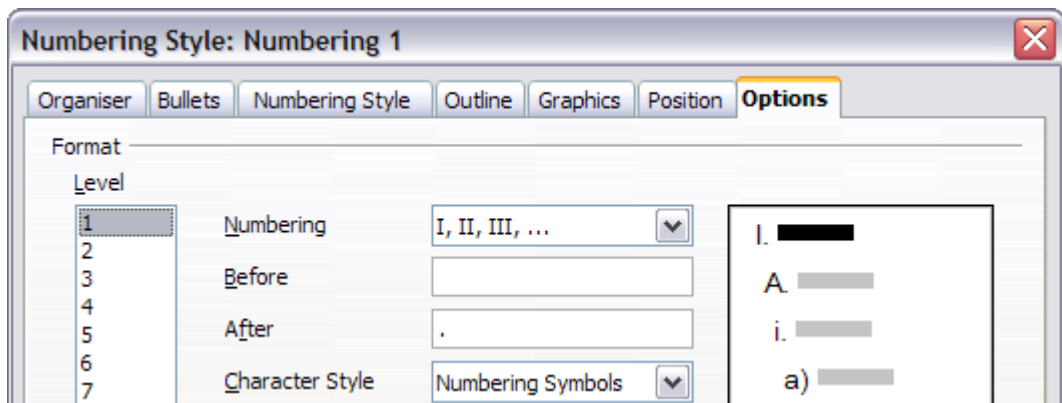 Numbering Style: Numbering 1
Organiser Bullets Numbering Style Outline Graphics Position Options
Format
Level
1
2
3
4
5
6
7
Numbering I, II, III, ...
Before
After .
Character Style Numbering Symbols
I.
A.
i.
a)